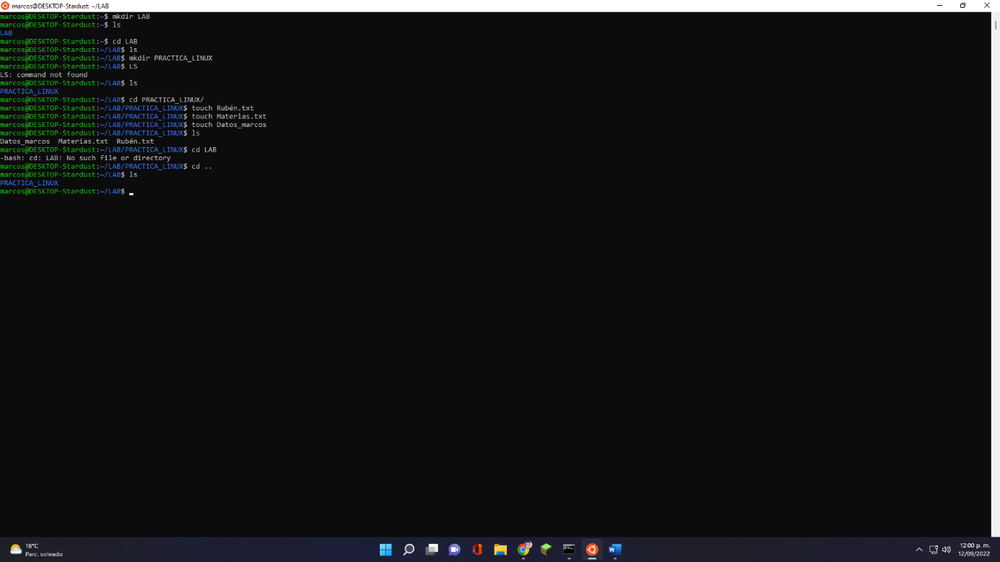 marcos@DESKTOP-Stardust: ~/LAB
marcos@DESKTOP-Stardust:~$ mkdir LAB
marcos@DESKTOP-Stardust:~$ ls
LAB
marcos@DESKTOP-Stardust:~$ cd LAB
marcos@DESKTOP-Stardust:~/LAB$ ls
marcos@DESKTOP-Stardust:~/LAB$ mkdir PRACTICA_LINUX
marcos@DESKTOP-Stardust:~/LAB$ LS
LS: command not found
marcos@DESKTOP-Stardust:~/LAB$ ls
PRACTICA_LINUX
marcos@DESKTOP-Stardust:~/LAB$ cd PRACTICA_LINUX/
marcos@DESKTOP-Stardust:~/LAB/PRACTICA_LINUX$ touch Rubén.txt
marcos@DESKTOP-Stardust:~/LAB/PRACTICA_LINUX$ touch Materias.txt
marcos@DESKTOP-Stardust:~/LAB/PRACTICA_LINUX$ touch Datos_marcos
marcos@DESKTOP-Stardust:~/LAB/PRACTICA_LINUX$ ls
Datos_marcos  Materias.txt  Rubén.txt
marcos@DESKTOP-Stardust:~/LAB/PRACTICA_LINUX$ cd LAB
-bash: cd: LAB: No such file or directory
marcos@DESKTOP-Stardust:~/LAB/PRACTICA_LINUX$ cd ..
marcos@DESKTOP-Stardust:~/LAB$ ls
PRACTICA_LINUX
marcos@DESKTOP-Stardust:~/LAB$
18°C
Parc. soleado
12:00 p. m.
12/09/2022